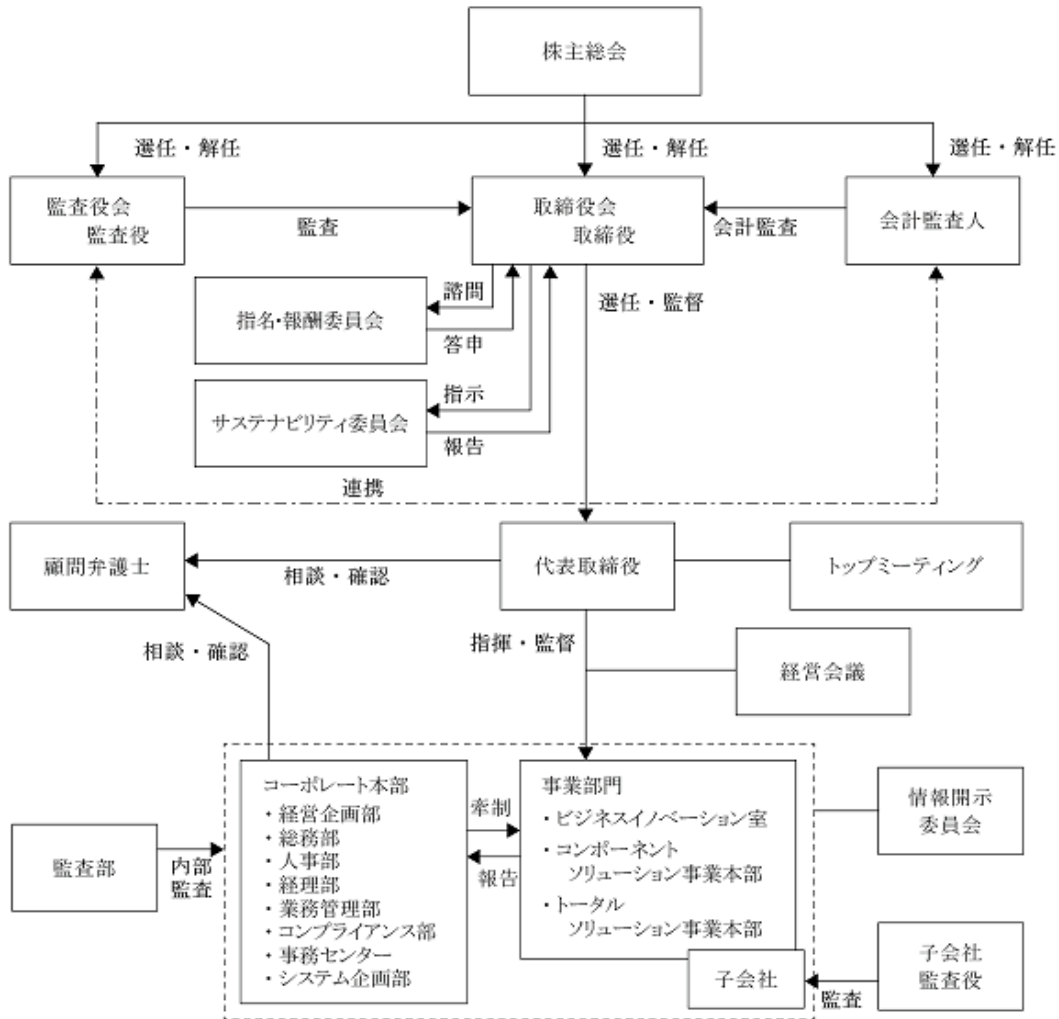 株主総会
選任・解任
選任・解任
選任・解任
監査役会
監査役
監査
取締役会
取締役
会計監査
会計監査人
諮問
選任・監督
指名・報酬委員会
答申
指示
サステナビリティ委員会
報告
連携
顧問弁護士
相談・確認
代表取締役
トップミーティング
指揮・監督
相談・確認
経営会議
コーポレート本部
・経営企画部
・総務部
・人事部
・経理部
・業務管理部
・コンプライアンス部
・事務センター
・システム企画部
牽制
報告
事業部門
・ビジネスイノベーション室
・コンポーネント
ソリューション事業本部
・トータル
ソリューション事業本部
情報開示
委員会
監査部
内部
監査
子会社
監査
子会社
監査役